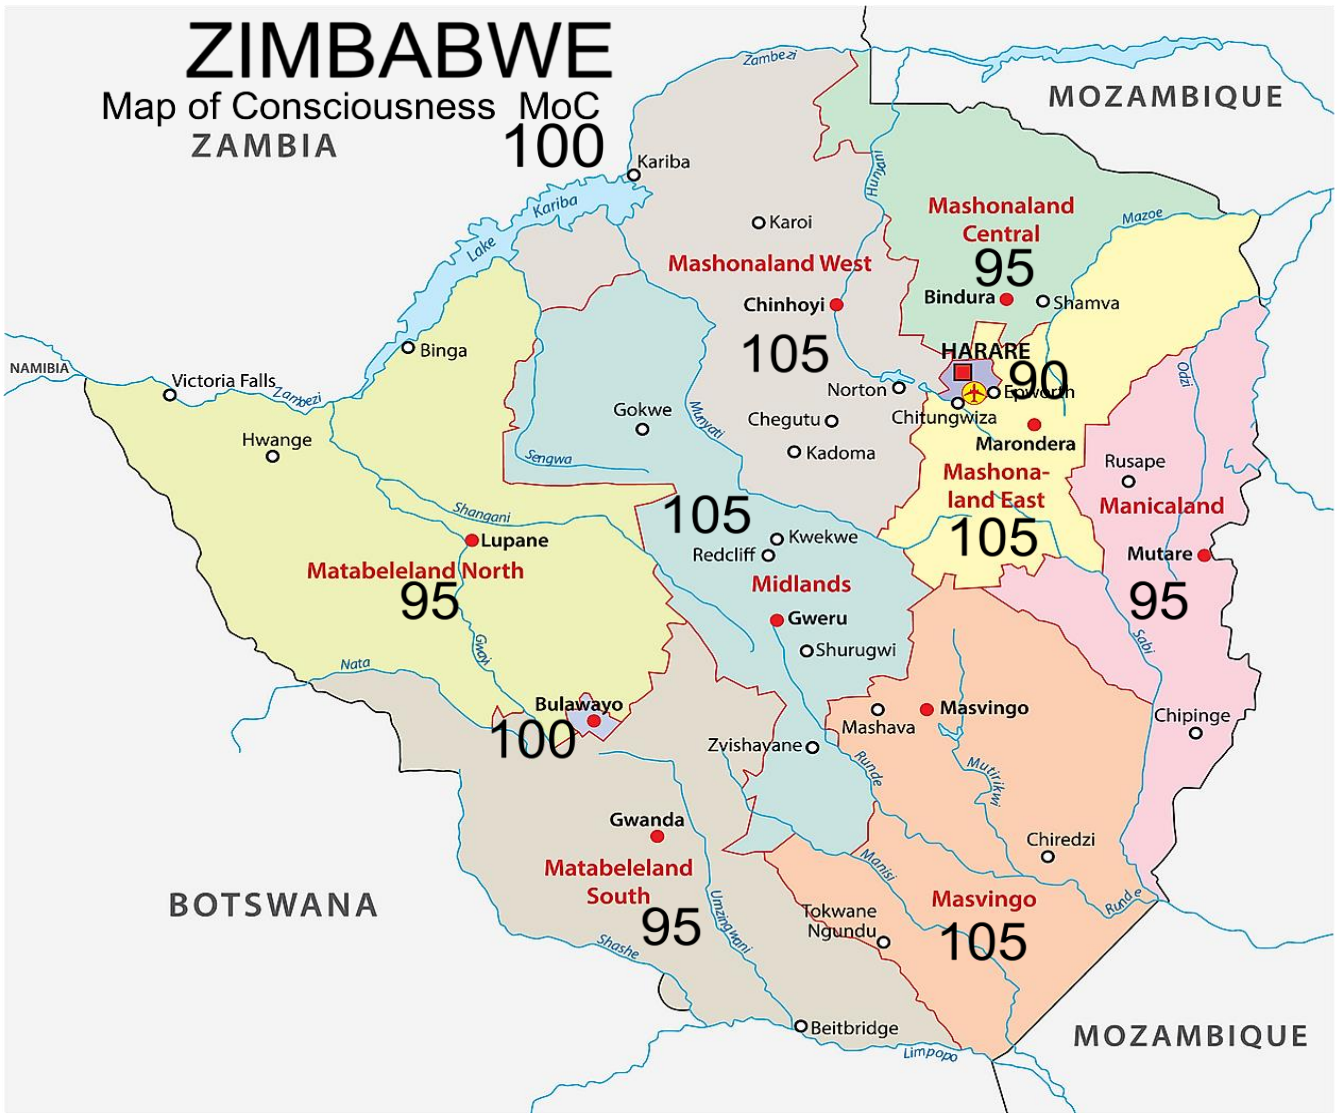 ZIMBABWE
Map of Consciousness MoC
100
ZAMBIA
MOZAMBIQUE
Zambezi
Kariba
Lake
Kariba
Hunyani
Karoi
Mashonaland West
Chinhoyi
105
Mashonaland
Central
95
Bindura
Shamva
Mazoe
NAMIBIA
Victoria Falls
Zambezi
Binga
Hwange
Gokwe
Sengwa
Munyati
Norton
Chegutu
Kadoma
HARARE
90
Epworth
Chitungwiza
Marondera
Mashona-
land East
105
Odzi
Rusape
Manicaland
Mutare
95
Sabi
Chipinge
Shangani
Lupane
Matabeleland North
95
Gwayi
Nata
Bulawayo
100
105
Kwekwe
Redcliff
Midlands
Gweru
Shurugwi
Zvishavane
Mashava
Masvingo
Runde
Mutirikwi
Chiredzi
Manisi
Runde
Masvingo
105
Tokwane
Ngundu
Gwanda
Matabeleland
South
95
Umzingwani
Shashe
Beitbridge
Limpopo
BOTSWANA
MOZAMBIQUE